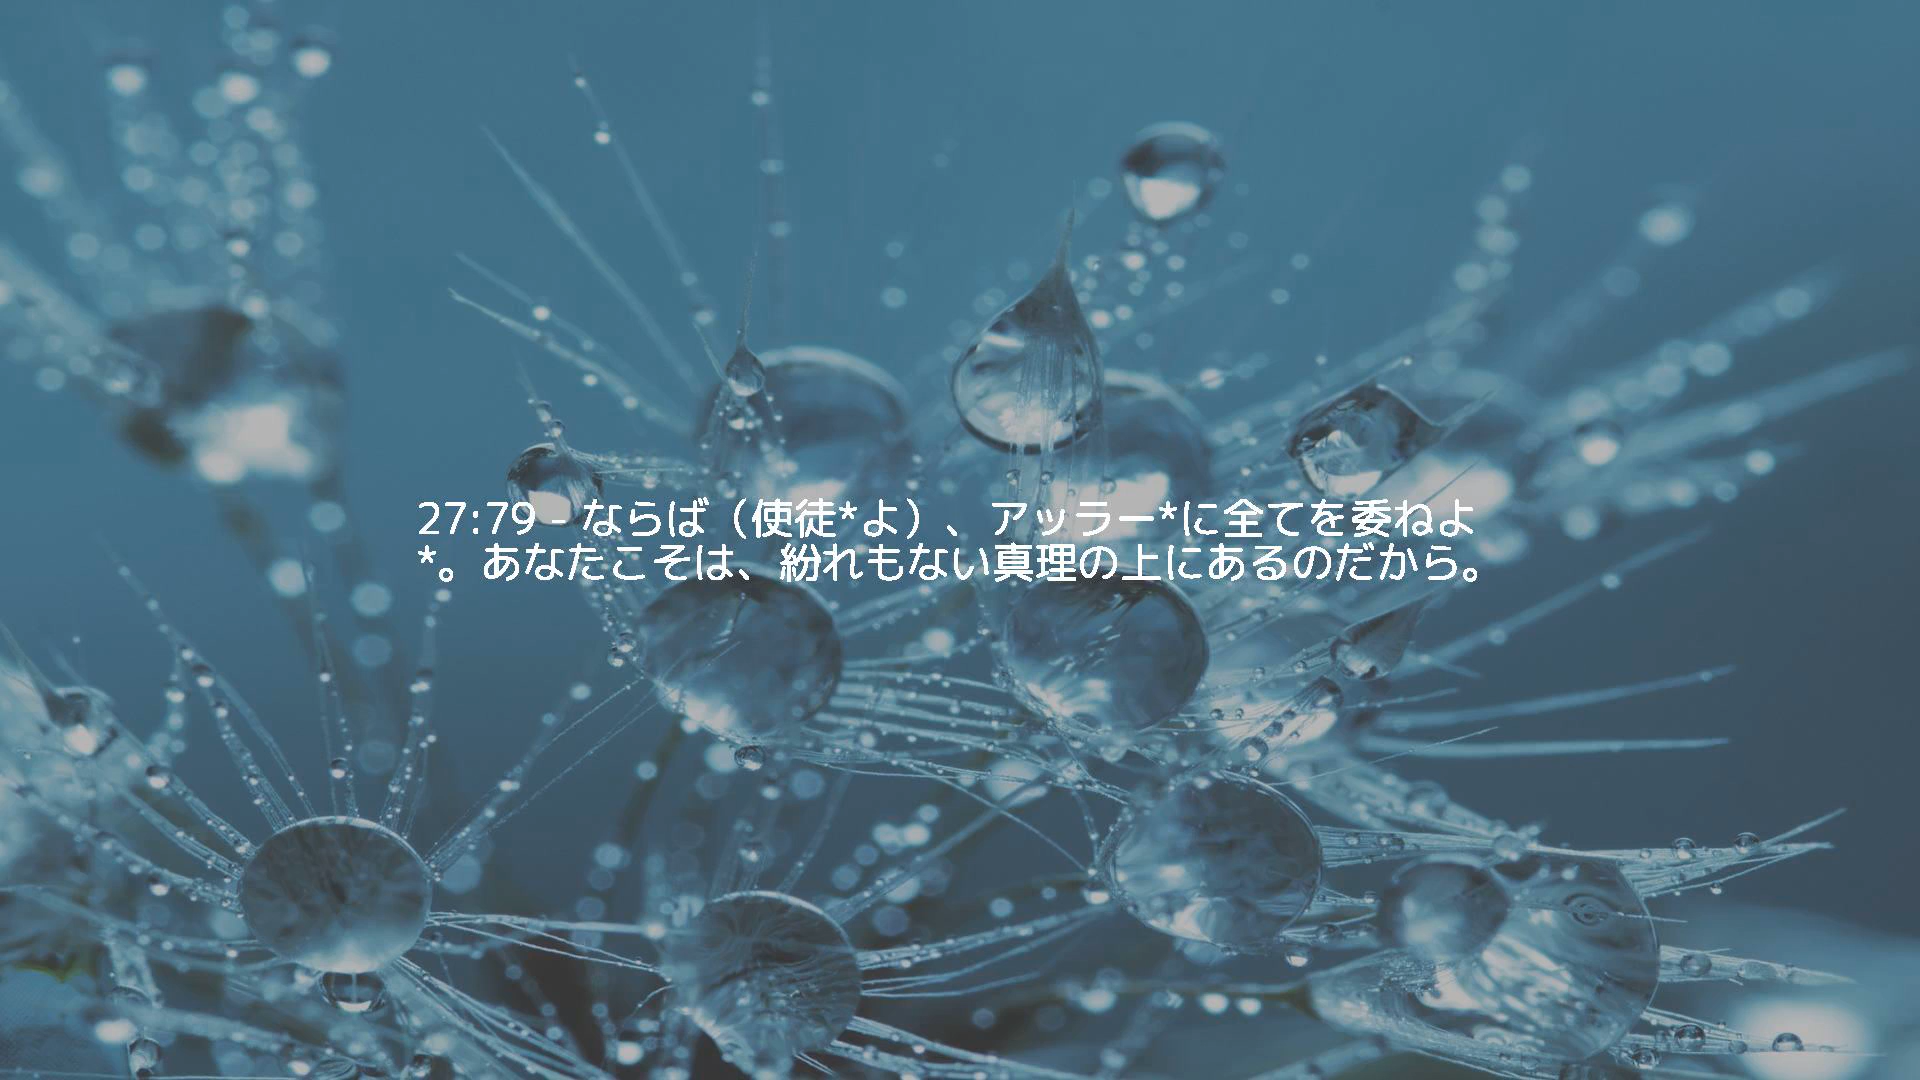 27:79 - ならば（使徒*よ）、アッラー*に全てを委ねよ
*。あなたこそは、紛れもない真理の上にあるのだから。